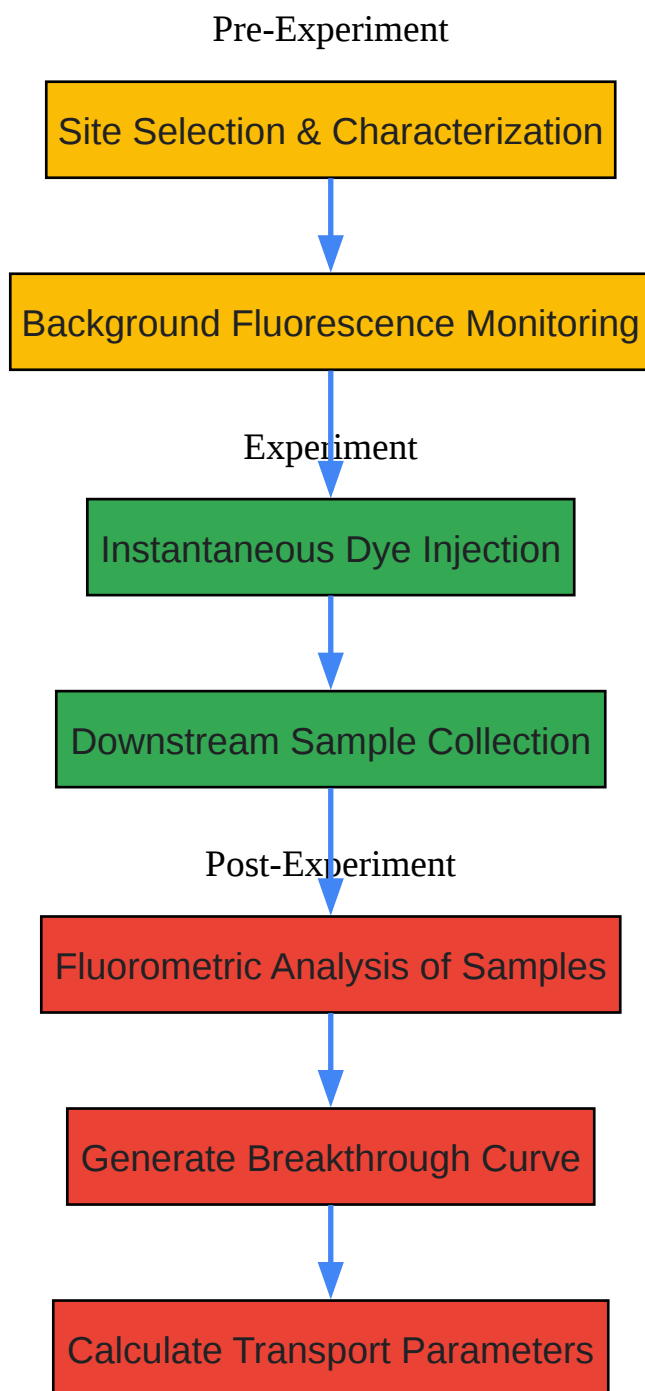 Pre-Experiment
Site Selection & Characterization
Background Fluorescence Monitoring
Experiment
Instantaneous Dye Injection
Downstream Sample Collection
Post-Experiment
Fluorometric Analysis of Samples
Generate Breakthrough Curve
Calculate Transport Parameters